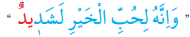 " وَإِنَّهُ لِحُبِّ الْخَيْرِ لَشَدِيدٌ "